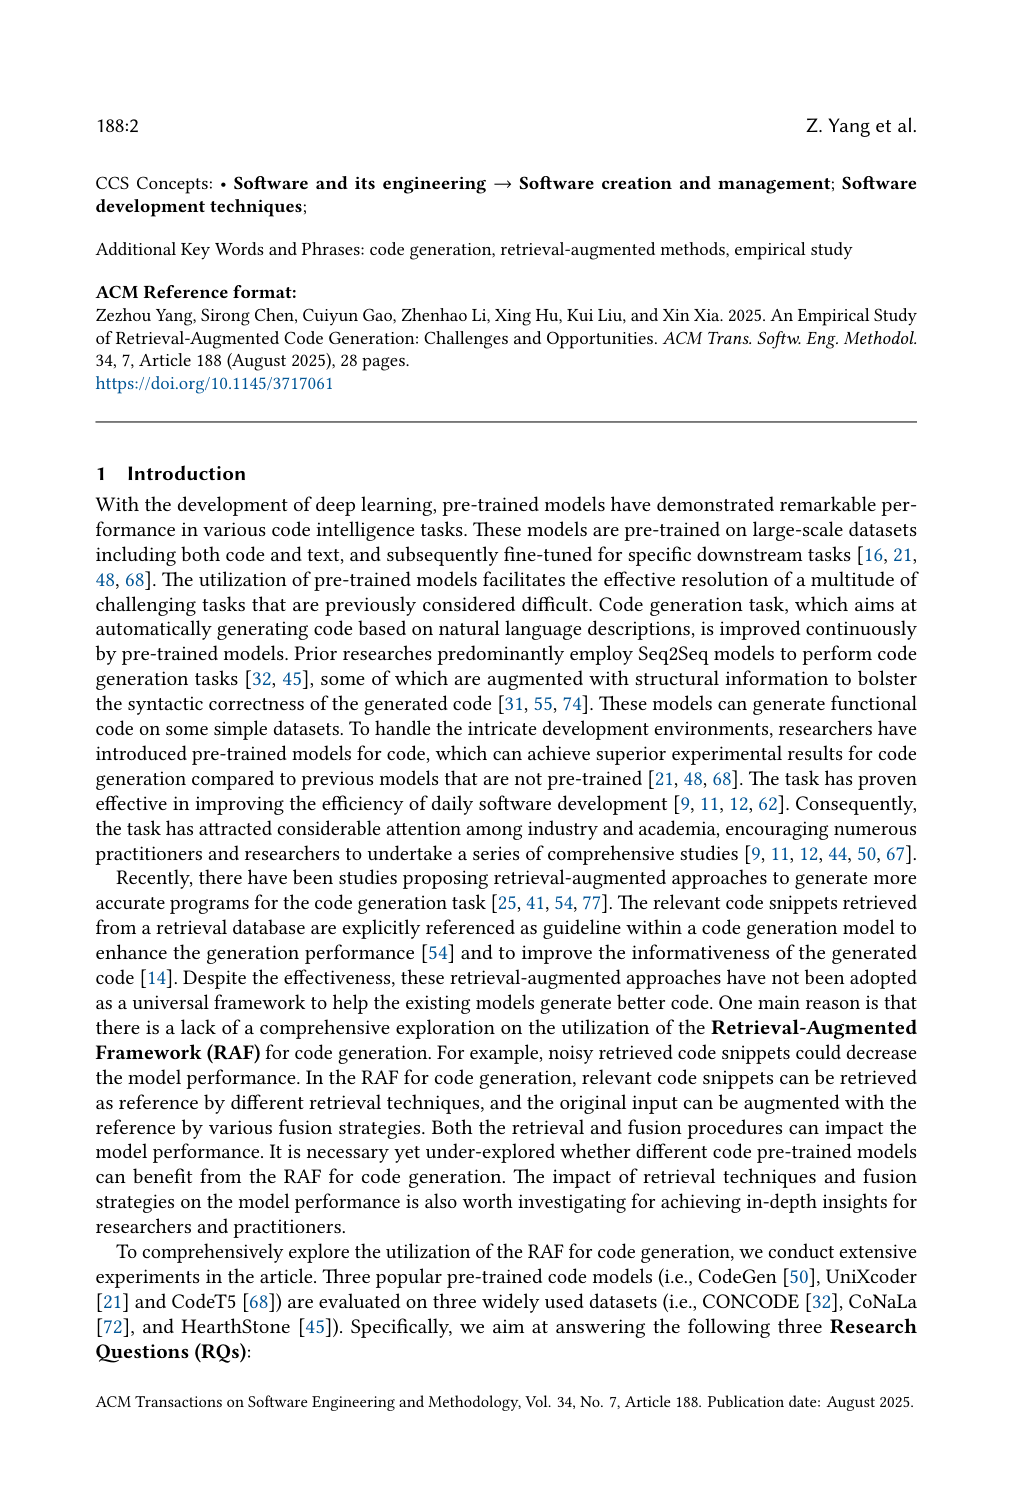 188:2
Z. Yang et al.
CCS Concepts: • Software and its engineering → Software creation and management; Software
development techniques;
Additional Key Words and Phrases: code generation, retrieval-augmented methods, empirical study
ACM Reference format:
Zezhou Yang, Sirong Chen, Cuiyun Gao, Zhenhao Li, Xing Hu, Kui Liu, and Xin Xia. 2025. An Empirical Study
of Retrieval-Augmented Code Generation: Challenges and Opportunities. ACM Trans. Softw. Eng. Methodol.
34, 7, Article 188 (August 2025), 28 pages.
https://doi.org/10.1145/3717061
1 Introduction
With the development of deep learning, pre-trained models have demonstrated remarkable per-
formance in various code intelligence tasks. These models are pre-trained on large-scale datasets
including both code and text, and subsequently fine-tuned for specific downstream tasks [16, 21,
48, 68]. The utilization of pre-trained models facilitates the effective resolution of a multitude of
challenging tasks that are previously considered difficult. Code generation task, which aims at
automatically generating code based on natural language descriptions, is improved continuously
by pre-trained models. Prior researches predominantly employ Seq2Seq models to perform code
generation tasks [32, 45], some of which are augmented with structural information to bolster
the syntactic correctness of the generated code [31, 55, 74]. These models can generate functional
code on some simple datasets. To handle the intricate development environments, researchers have
introduced pre-trained models for code, which can achieve superior experimental results for code
generation compared to previous models that are not pre-trained [21, 48, 68]. The task has proven
effective in improving the efficiency of daily software development [9, 11, 12, 62]. Consequently,
the task has attracted considerable attention among industry and academia, encouraging numerous
practitioners and researchers to undertake a series of comprehensive studies [9, 11, 12, 44, 50, 67].
Recently, there have been studies proposing retrieval-augmented approaches to generate more
accurate programs for the code generation task [25, 41, 54, 77]. The relevant code snippets retrieved
from a retrieval database are explicitly referenced as guideline within a code generation model to
enhance the generation performance [54] and to improve the informativeness of the generated
code [14]. Despite the effectiveness, these retrieval-augmented approaches have not been adopted
as a universal framework to help the existing models generate better code. One main reason is that
there is a lack of a comprehensive exploration on the utilization of the Retrieval-Augmented
Framework (RAF) for code generation. For example, noisy retrieved code snippets could decrease
the model performance. In the RAF for code generation, relevant code snippets can be retrieved
as reference by different retrieval techniques, and the original input can be augmented with the
reference by various fusion strategies. Both the retrieval and fusion procedures can impact the
model performance. It is necessary yet under-explored whether different code pre-trained models
can benefit from the RAF for code generation. The impact of retrieval techniques and fusion
strategies on the model performance is also worth investigating for achieving in-depth insights for
researchers and practitioners.
To comprehensively explore the utilization of the RAF for code generation, we conduct extensive
experiments in the article. Three popular pre-trained code models (i.e., CodeGen [50], UniXcoder
[21] and CodeT5 [68]) are evaluated on three widely used datasets (i.e., CONCODE [32], CoNaLa
[72], and HearthStone [45]). Specifically, we aim at answering the following three Research
Questions (RQs):
ACM Transactions on Software Engineering and Methodology, Vol. 34, No. 7, Article 188. Publication date: August 2025.